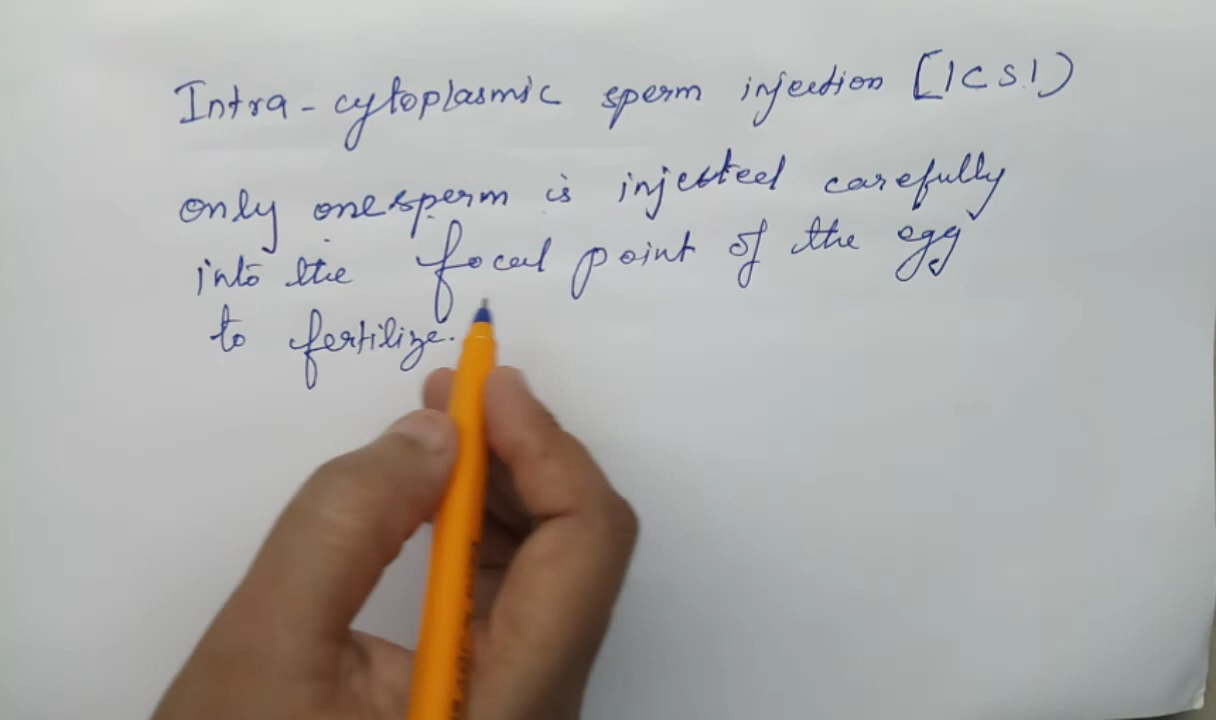 Intra-cytoplasmic sperm injection [ICSI)
only one sperm is injected carefully
into the focal point of the egg
to fertilize.